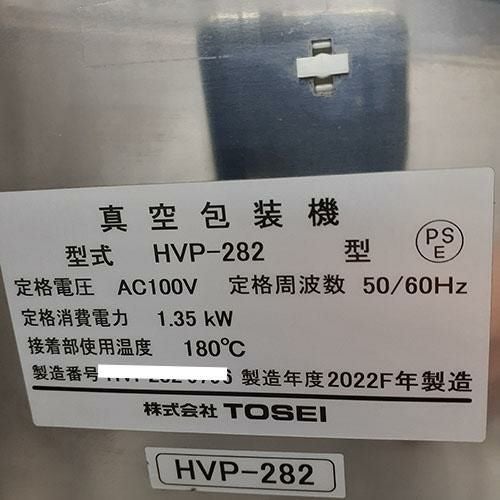 真空包装機
型式 HVP-282 型
PS
E
定格電圧 AC100V 定格周波数 50/60Hz
定格消費電力 1.35 kW
接着部使用温度 180℃
製造番号 製造年度2022F年製造
株式会社 TOSEI
HVP-282